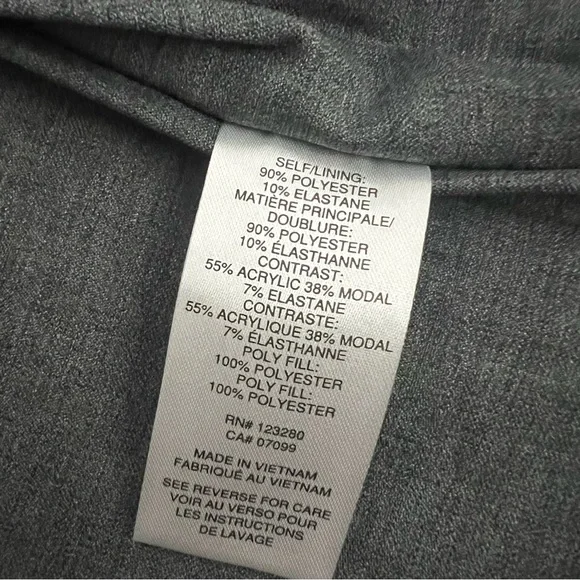 SELF/LINING:
90% POLYESTER
10% ELASTANE
MATIÈRE PRINCIPALE/
DOUBLURE:
90% POLYESTER
10% ÉLASTHANNE
CONTRAST:
55% ACRYLIC 38% MODAL
7% ELASTANE
CONTRASTE:
55% ACRYLIQUE 38% MODAL
7% ÉLASTHANNE
POLY FILL:
100% POLYESTER
POLY FILL:
100% POLYESTER
RN# 123280
CA# 07099
MADE IN VIETNAM
FABRIQUÉ AU VIETNAM
SEE REVERSE FOR CARE
VOIR AU VERSO POUR
LES INSTRUCTIONS
DE LAVAGE